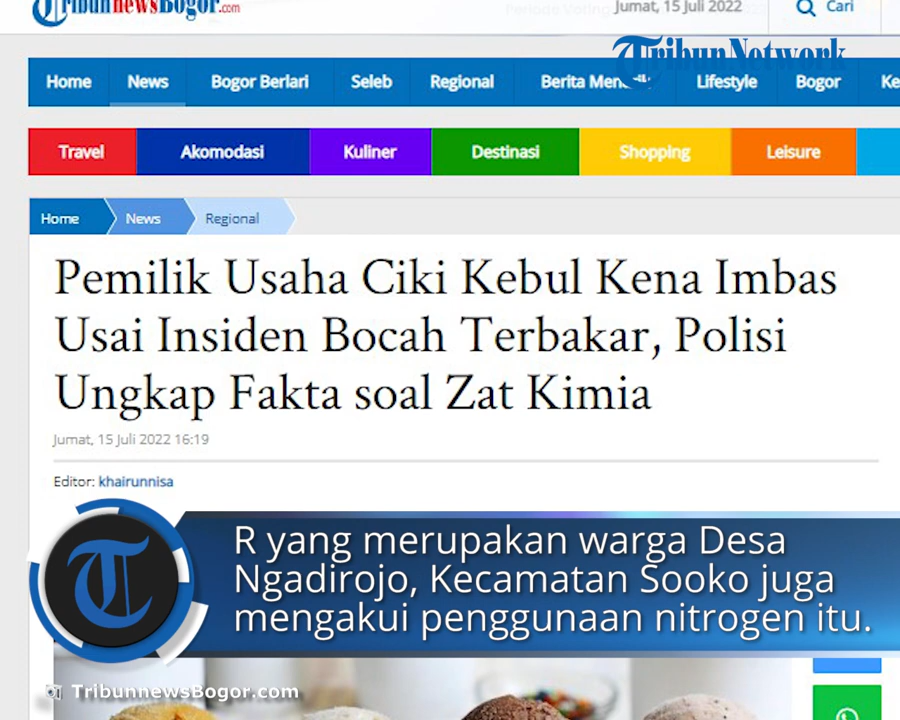 TribunnewsBogor.com
Jumat, 15 Juli 2022
Cari
TribunNetwork
Home News Bogor Berlari Seleb Regional Berita Lifestyle Bogor
Travel Akomodasi Kuliner Destinasi Shopping Leisure
Home News Regional
Pemilik Usaha Ciki Kebul Kena Imbas
Usai Insiden Bocah Terbakar, Polisi
Ungkap Fakta soal Zat Kimia
Jumat, 15 Juli 2022 16:19
Editor: khairunnisa
R yang merupakan warga Desa
Ngadirojo, Kecamatan Sooko juga
mengakui penggunaan nitrogen itu.
TribunnewsBogor.com